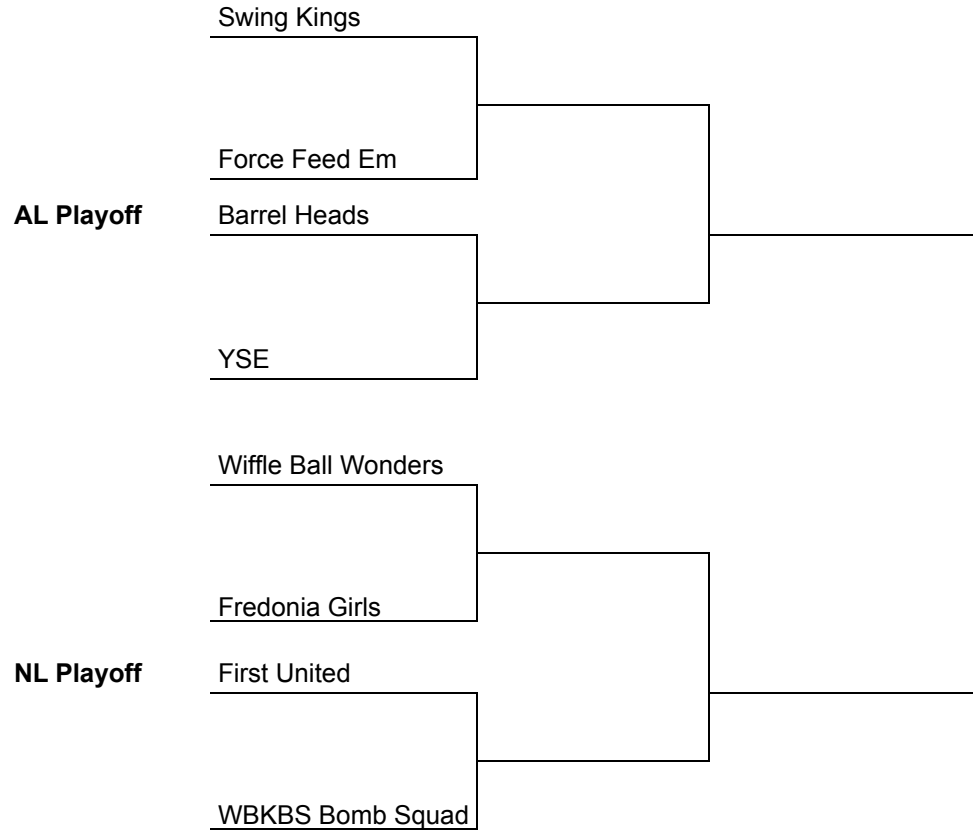 Swing Kings
Force Feed Em
AL Playoff
Barrel Heads
YSE
Wiffle Ball Wonders
Fredonia Girls
NL Playoff
First United
WBKBS Bomb Squad